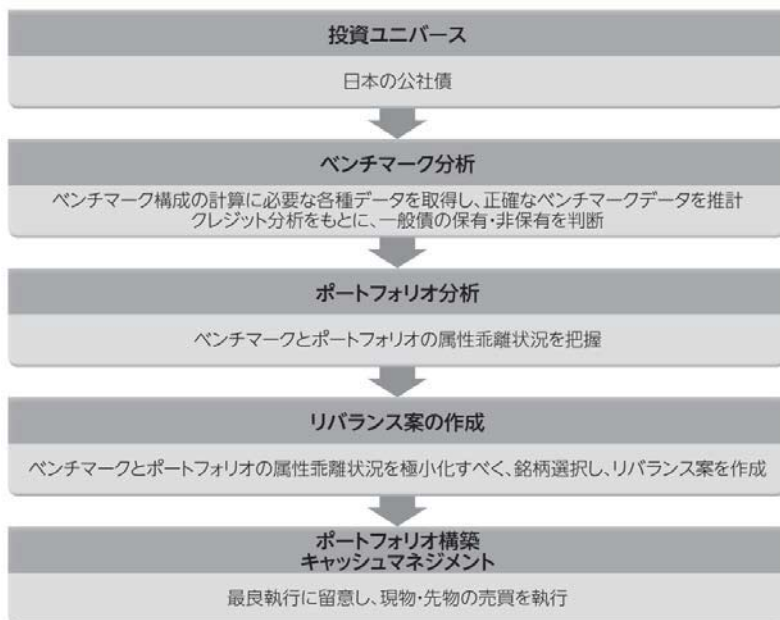 投資ユニバース
日本の公社債
ベンチマーク分析
ベンチマーク構成の計算に必要な各種データを取得し、正確なベンチマークデータを推計
クレジット分析をもとに、一般債の保有・非保有を判断
ポートフォリオ分析
ベンチマークとポートフォリオの属性乖離状況を把握
リバランス案の作成
ベンチマークとポートフォリオの属性乖離状況を極小化すべく、銘柄選択し、リバランス案を作成
ポートフォリオ構築
キャッシュマネジメント
最良執行に留意し、現物・先物の売買を執行